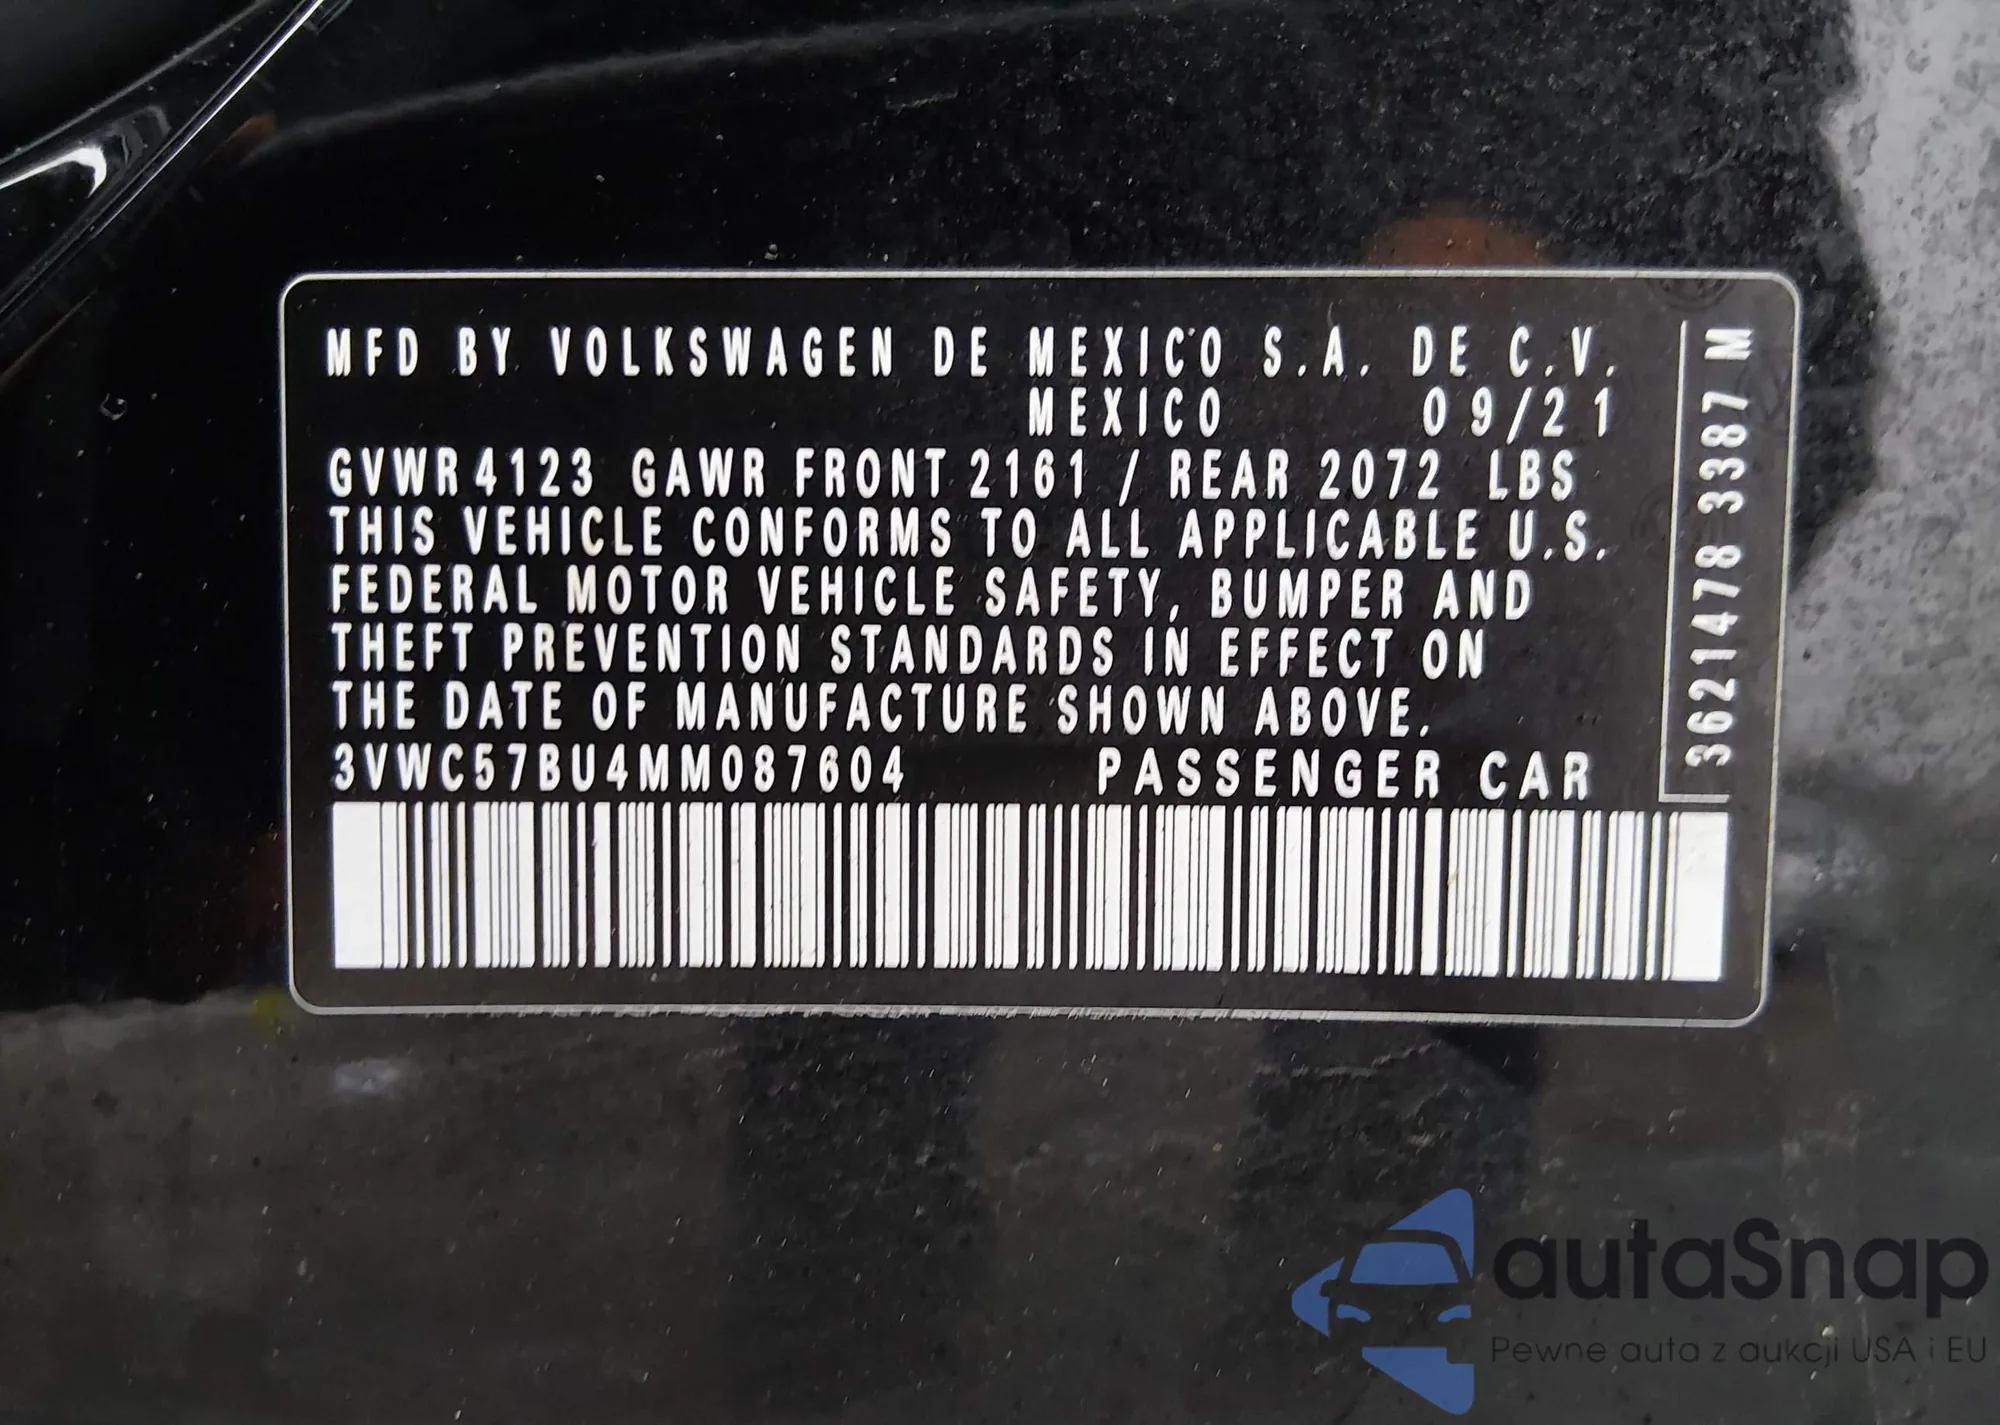 MFD BY VOLKSWAGEN DE MEXICO S.A. DE C.V.
MEXICO 09/21
GVWR 4123 GAWR FRONT 2161 / REAR 2072 LBS
THIS VEHICLE CONFORMS TO ALL APPLICABLE U.S.
FEDERAL MOTOR VEHICLE SAFETY, BUMPER AND
THEFT PREVENTION STANDARDS IN EFFECT ON
THE DATE OF MANUFACTURE SHOWN ABOVE.
3VWC57BU4MM087604 PASSENGER CAR
3621478 3387 M
autaSnap
Pewne auta z aukcji USA i EU